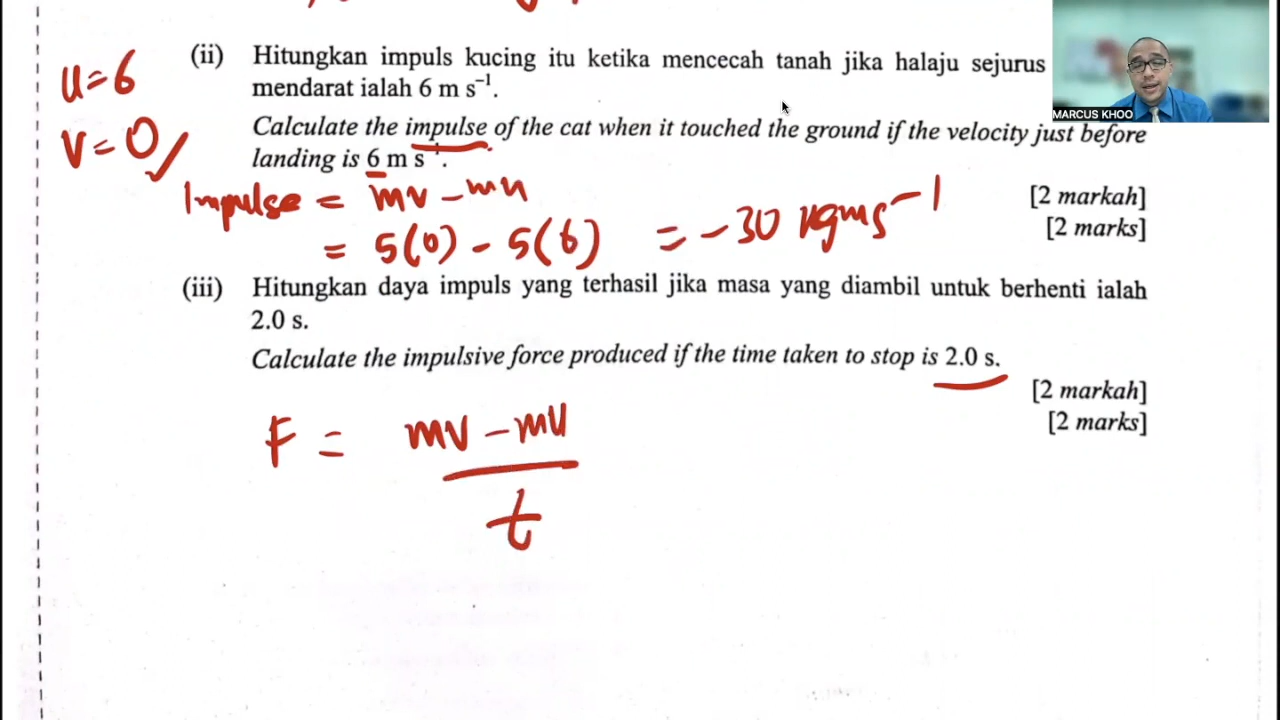 u=6
v=0
(ii) Hitungkan impuls kucing itu ketika mencecah tanah jika halaju sejurus
mendarat ialah 6 m s⁻¹.
Calculate the impulse of the cat when it touched the ground if the velocity just before
landing is 6 m s⁻¹.
MARCUS KHOO
Impulse = mv - mu
[2 markah]
= 5(0) - 5(6) = -30 kgms⁻¹
[2 marks]
(iii) Hitungkan daya impuls yang terhasil jika masa yang diambil untuk berhenti ialah
2.0 s.
Calculate the impulsive force produced if the time taken to stop is 2.0 s.
[2 markah]
[2 marks]
F = mv - mu
t